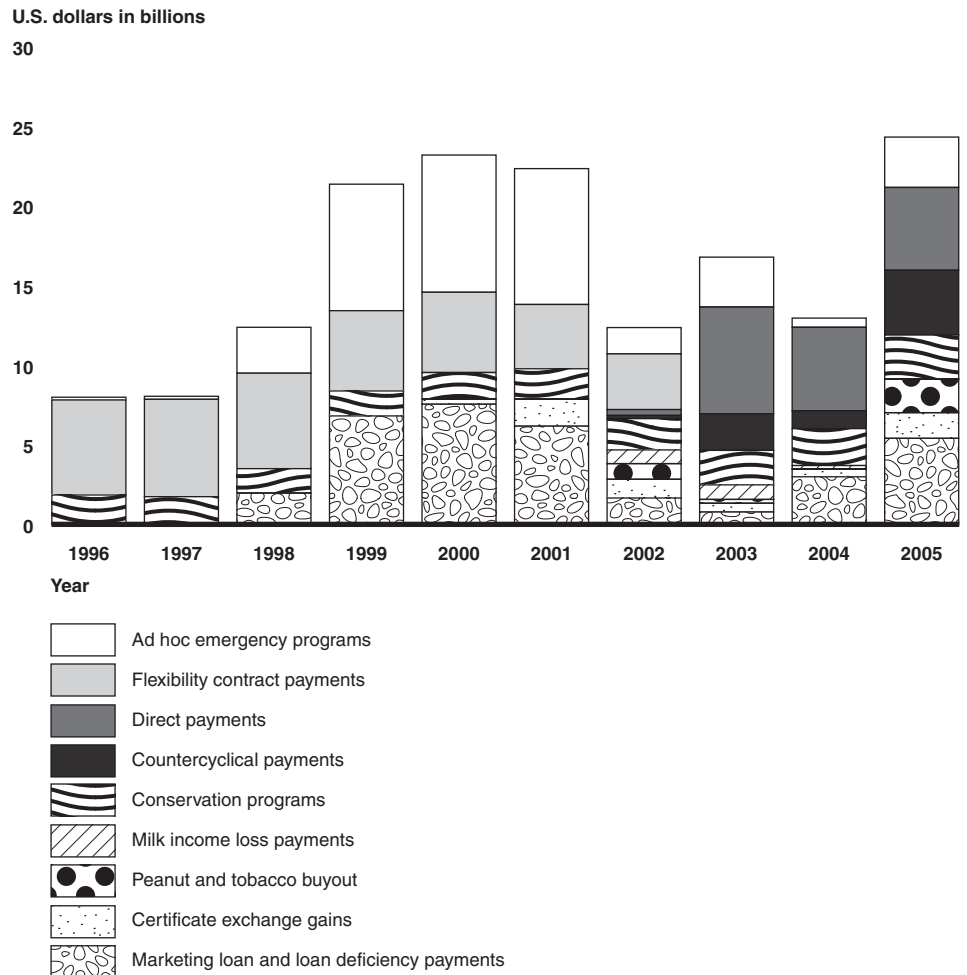 U.S. dollars in billions
30
25
20
15
10
5
0
1996 1997 1998 1999 2000 2001 2002 2003 2004 2005
Year
Ad hoc emergency programs
Flexibility contract payments
Direct payments
Countercyclical payments
Conservation programs
Milk income loss payments
Peanut and tobacco buyout
Certificate exchange gains
Marketing loan and loan deficiency payments